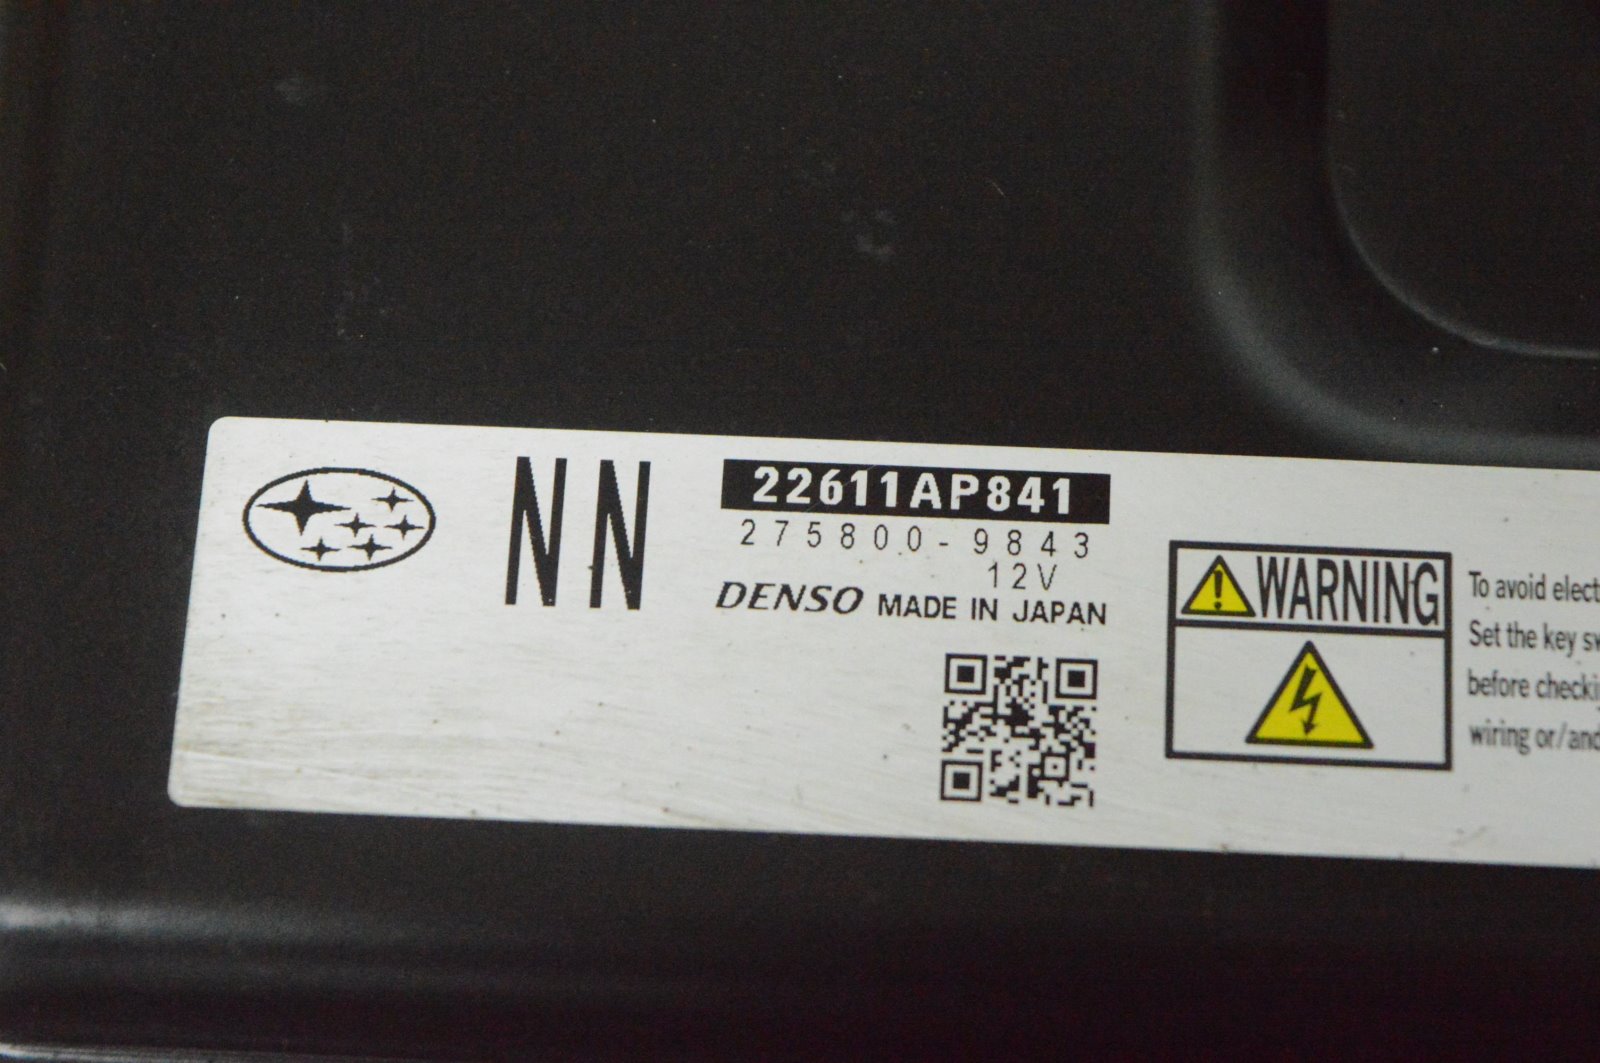 NN
22611AP841
275800-9843
12V
DENSO MADE IN JAPAN
WARNING
To avoid elect
Set the key sw
before checki
wiring or/and